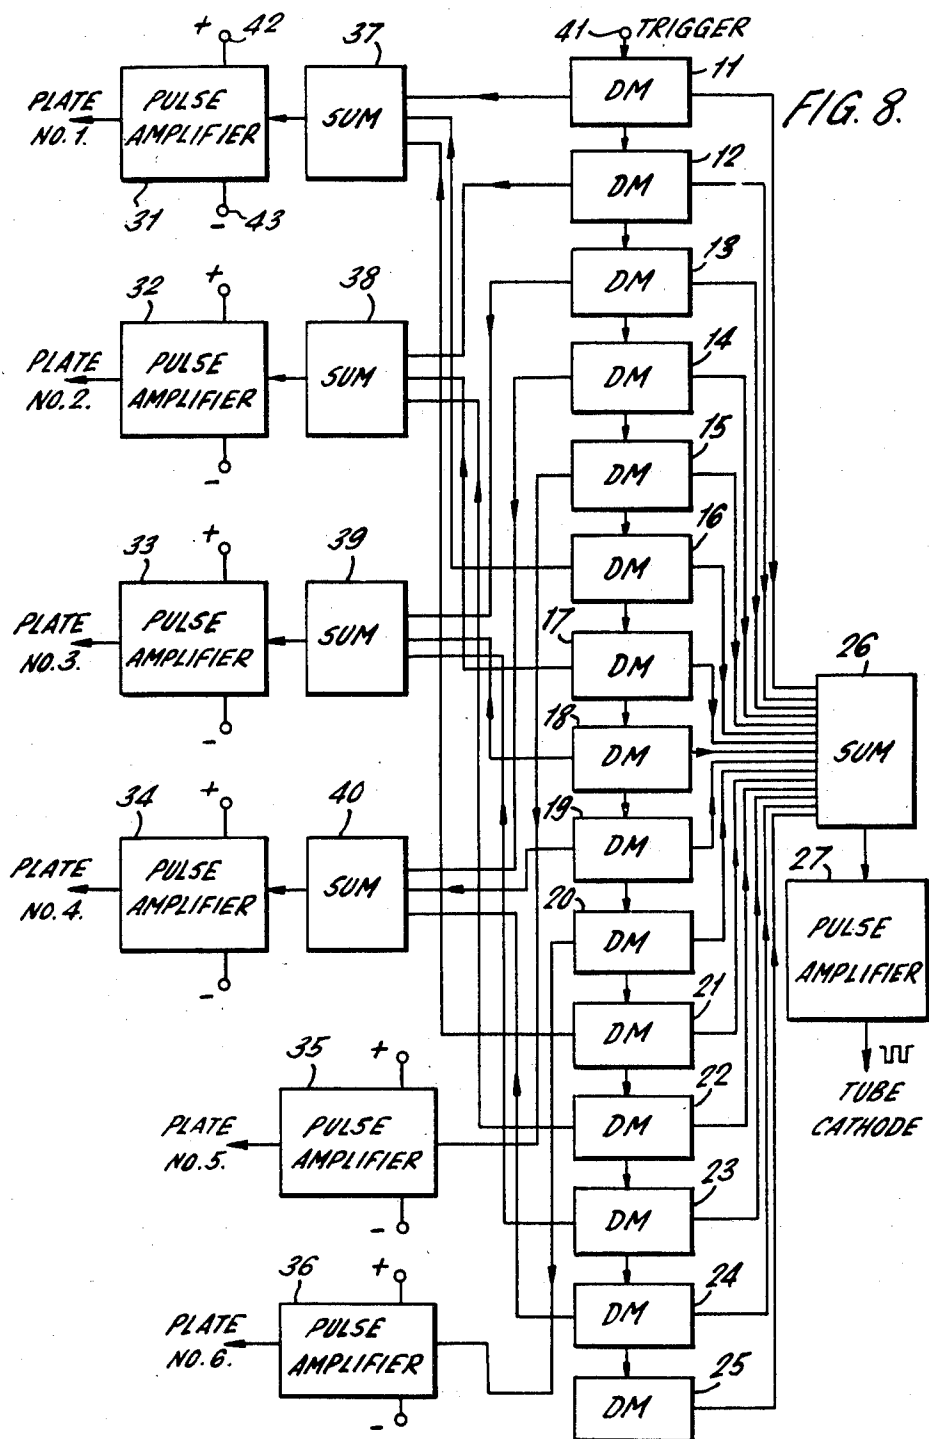 FIG. 8.
41 TRIGGER
+ 42
PLATE NO. 1.
PULSE AMPLIFIER
31
- 43
37
SUM
DM 11
DM 12
DM 13
DM 14
DM 15
DM 16
17 DM
18 DM
19 DM
20 DM
DM 21
DM 22
DM 23
DM 24
DM 25
+
32
PLATE NO. 2.
PULSE AMPLIFIER
-
38
SUM
+
33
PLATE NO. 3.
PULSE AMPLIFIER
-
39
SUM
+
34
PLATE NO. 4.
PULSE AMPLIFIER
-
40
SUM
35
+
PLATE NO. 5.
PULSE AMPLIFIER
-
36
+
PLATE NO. 6.
PULSE AMPLIFIER
-
26
SUM
27
PULSE AMPLIFIER
TUBE CATHODE